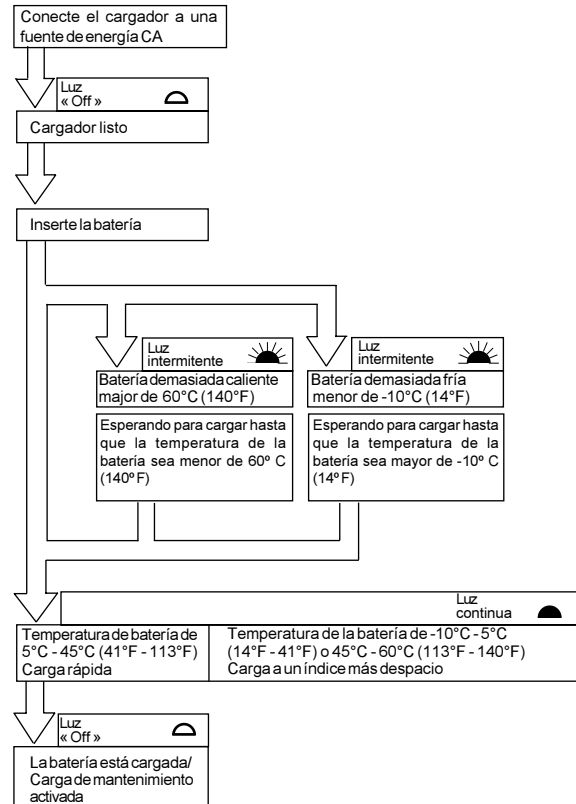 Conecte el cargador a una
fuente de energía CA
Luz
« Off »
Cargador listo
Inserte la batería
Luz
intermitente
Batería demasiada caliente
major de 60°C (140°F)
Esperando para cargar hasta
que la temperatura de la
batería sea menor de 60º C
(140º F)
Luz
intermitente
Batería demasiada fría
menor de -10°C (14°F)
Esperando para cargar hasta
que la temperatura de la
batería sea mayor de -10º C
(14º F)
Luz
continua
Temperatura de batería de
5°C - 45°C (41°F - 113°F)
Carga rápida
Temperatura de la batería de -10°C - 5°C
(14°F - 41°F) o 45°C - 60°C (113°F - 140°F)
Carga a un índice más despacio
Luz
« Off »
La batería está cargada/
Carga de mantenimiento
activada